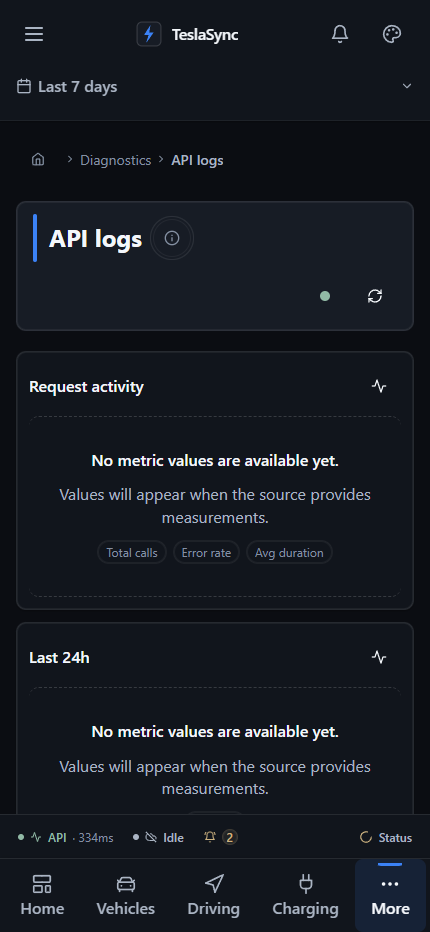 TeslaSync
Last 7 days
Diagnostics API logs
API logs
Request activity
No metric values are available yet.
Values will appear when the source provides
measurements.
Total calls Error rate Avg duration
Last 24h
No metric values are available yet.
Values will appear when the source provides
measurements.
API · 334ms Idle 2 Status
Home Vehicles Driving Charging More